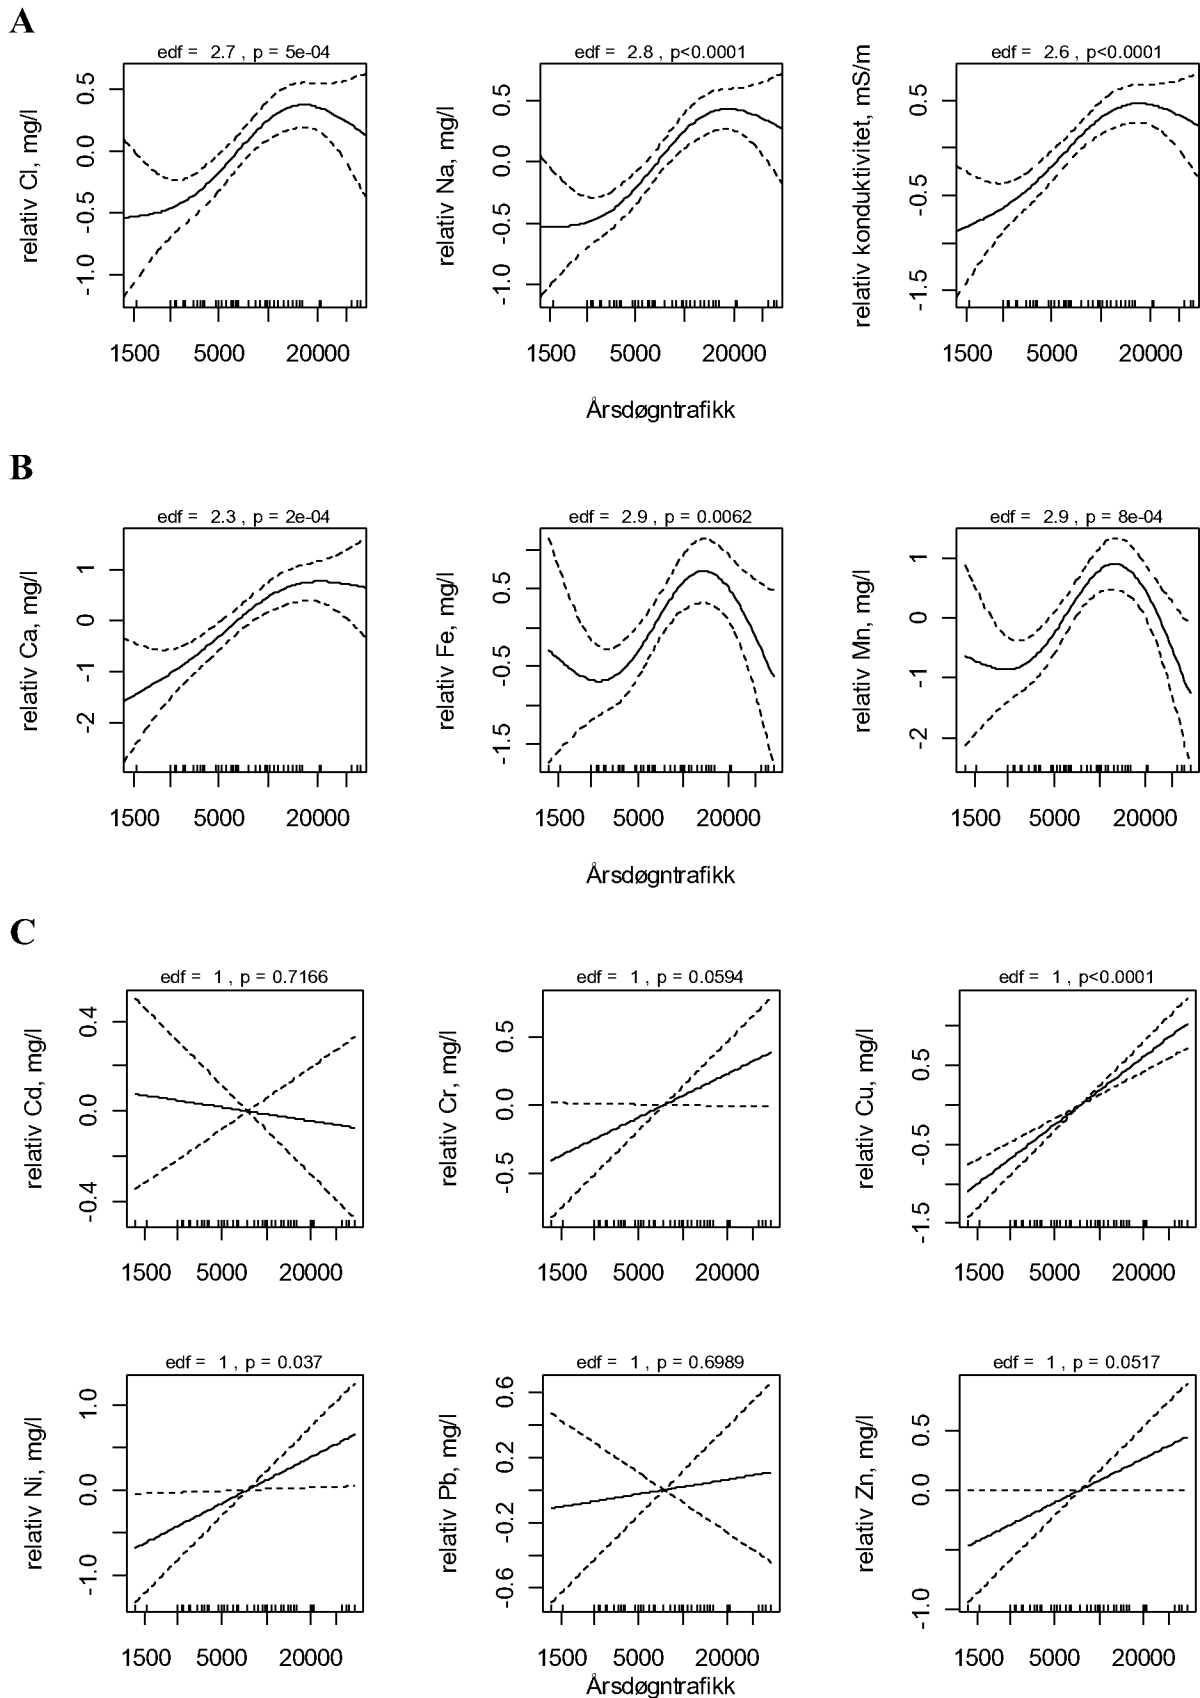 A
edf = 2.7 , p = 5e-04
edf = 2.8 , p<0.0001
edf = 2.6 , p<0.0001
relativ Cl, mg/l
0.5
0.0
-0.5
-1.0
relativ Na, mg/l
0.5
0.0
-0.5
-1.0
relativ konduktivitet, mS/m
0.5
-0.5
-1.5
1500 5000 20000
1500 5000 20000
1500 5000 20000
Årsdøgntrafikk
B
edf = 2.3 , p = 2e-04
edf = 2.9 , p = 0.0062
edf = 2.9 , p = 8e-04
relativ Ca, mg/l
1
0
-1
-2
relativ Fe, mg/l
0.5
-0.5
-1.5
relativ Mn, mg/l
1
0
-1
-2
1500 5000 20000
1500 5000 20000
1500 5000 20000
Årsdøgntrafikk
C
edf = 1 , p = 0.7166
edf = 1 , p = 0.0594
edf = 1 , p<0.0001
relativ Cd, mg/l
0.4
0.0
-0.4
relativ Cr, mg/l
0.5
0.0
-0.5
relativ Cu, mg/l
0.5
-0.5
-1.5
1500 5000 20000
1500 5000 20000
1500 5000 20000
edf = 1 , p = 0.037
edf = 1 , p = 0.6989
edf = 1 , p = 0.0517
relativ Ni, mg/l
1.0
0.0
-1.0
relativ Pb, mg/l
0.6
0.2
-0.2
-0.6
relativ Zn, mg/l
0.5
0.0
-1.0
1500 5000 20000
1500 5000 20000
1500 5000 20000
Årsdøgntrafikk